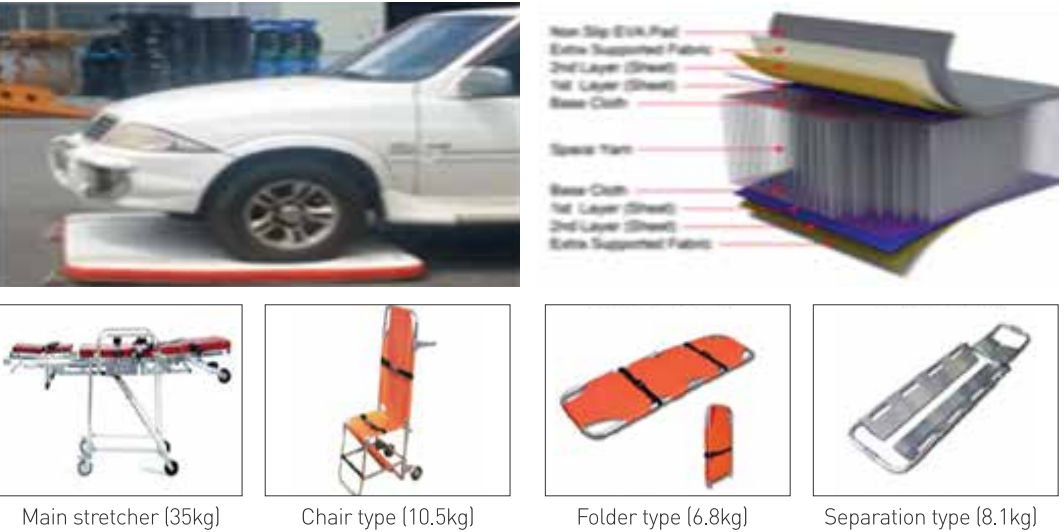 Non Slip EVA Pad
Extra Supported Fabric
2nd Layer (Sheet)
1st Layer (Sheet)
Base Cloth
Space Yarn
Base Cloth
1st Layer (Sheet)
2nd Layer (Sheet)
Extra Supported Fabric
Main stretcher (35kg)
Chair type (10.5kg)
Folder type (6.8kg)
Separation type (8.1kg)